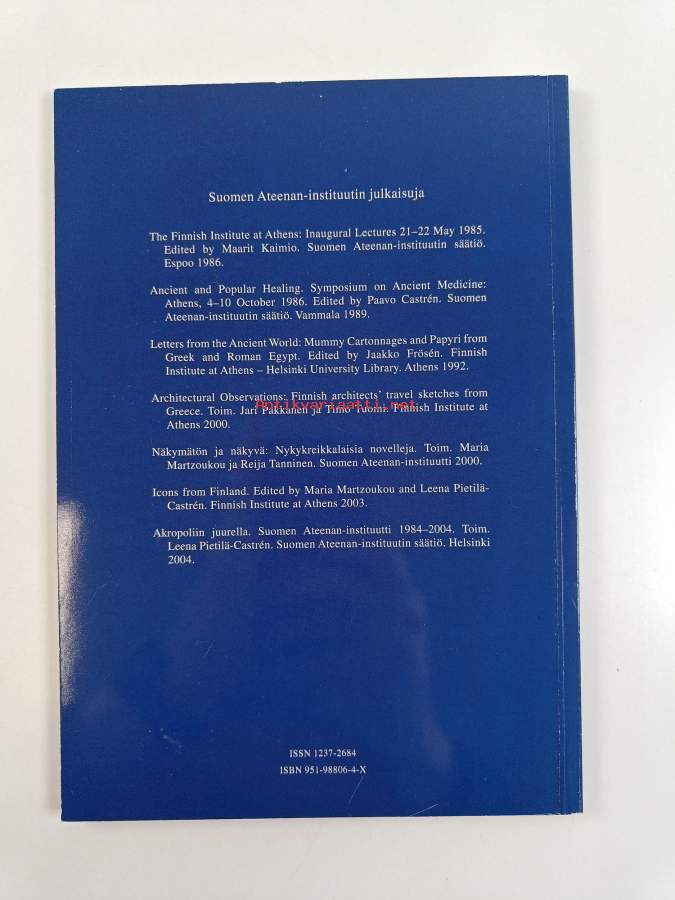 Suomen Ateenan-instituutin julkaisuja
The Finnish Institute at Athens: Inaugural Lectures 21–22 May 1985.
Edited by Maarit Kaimio. Suomen Ateenan-instituutin säätiö.
Espoo 1986.
Ancient and Popular Healing. Symposium on Ancient Medicine:
Athens, 4–10 October 1986. Edited by Paavo Castrén. Suomen
Ateenan-instituutin säätiö. Vammala 1989.
Letters from the Ancient World: Mummy Cartonnages and Papyri from
Greek and Roman Egypt. Edited by Jaakko Frösén. Finnish
Institute at Athens – Helsinki University Library. Athens 1992.
Architectural Observations: Finnish architects' travel sketches from
Antikvariaatti.net
Greece. Toim. Jari Pakkanen ja Timo Tuomi. Finnish Institute at
Athens 2000.
Näkymätön ja näkyvä: Nykykreikkalaisia novelleja. Toim. Maria
Martzoukou ja Reija Tanninen. Suomen Ateenan-instituutti 2000.
Icons from Finland. Edited by Maria Martzoukou and Leena Pietilä-
Castrén. Finnish Institute at Athens 2003.
Akropoliin juurella. Suomen Ateenan-instituutti 1984–2004. Toim.
Leena Pietilä-Castrén. Suomen Ateenan-instituutin säätiö. Helsinki
2004.
ISSN 1237-2684
ISBN 951-98806-4-X